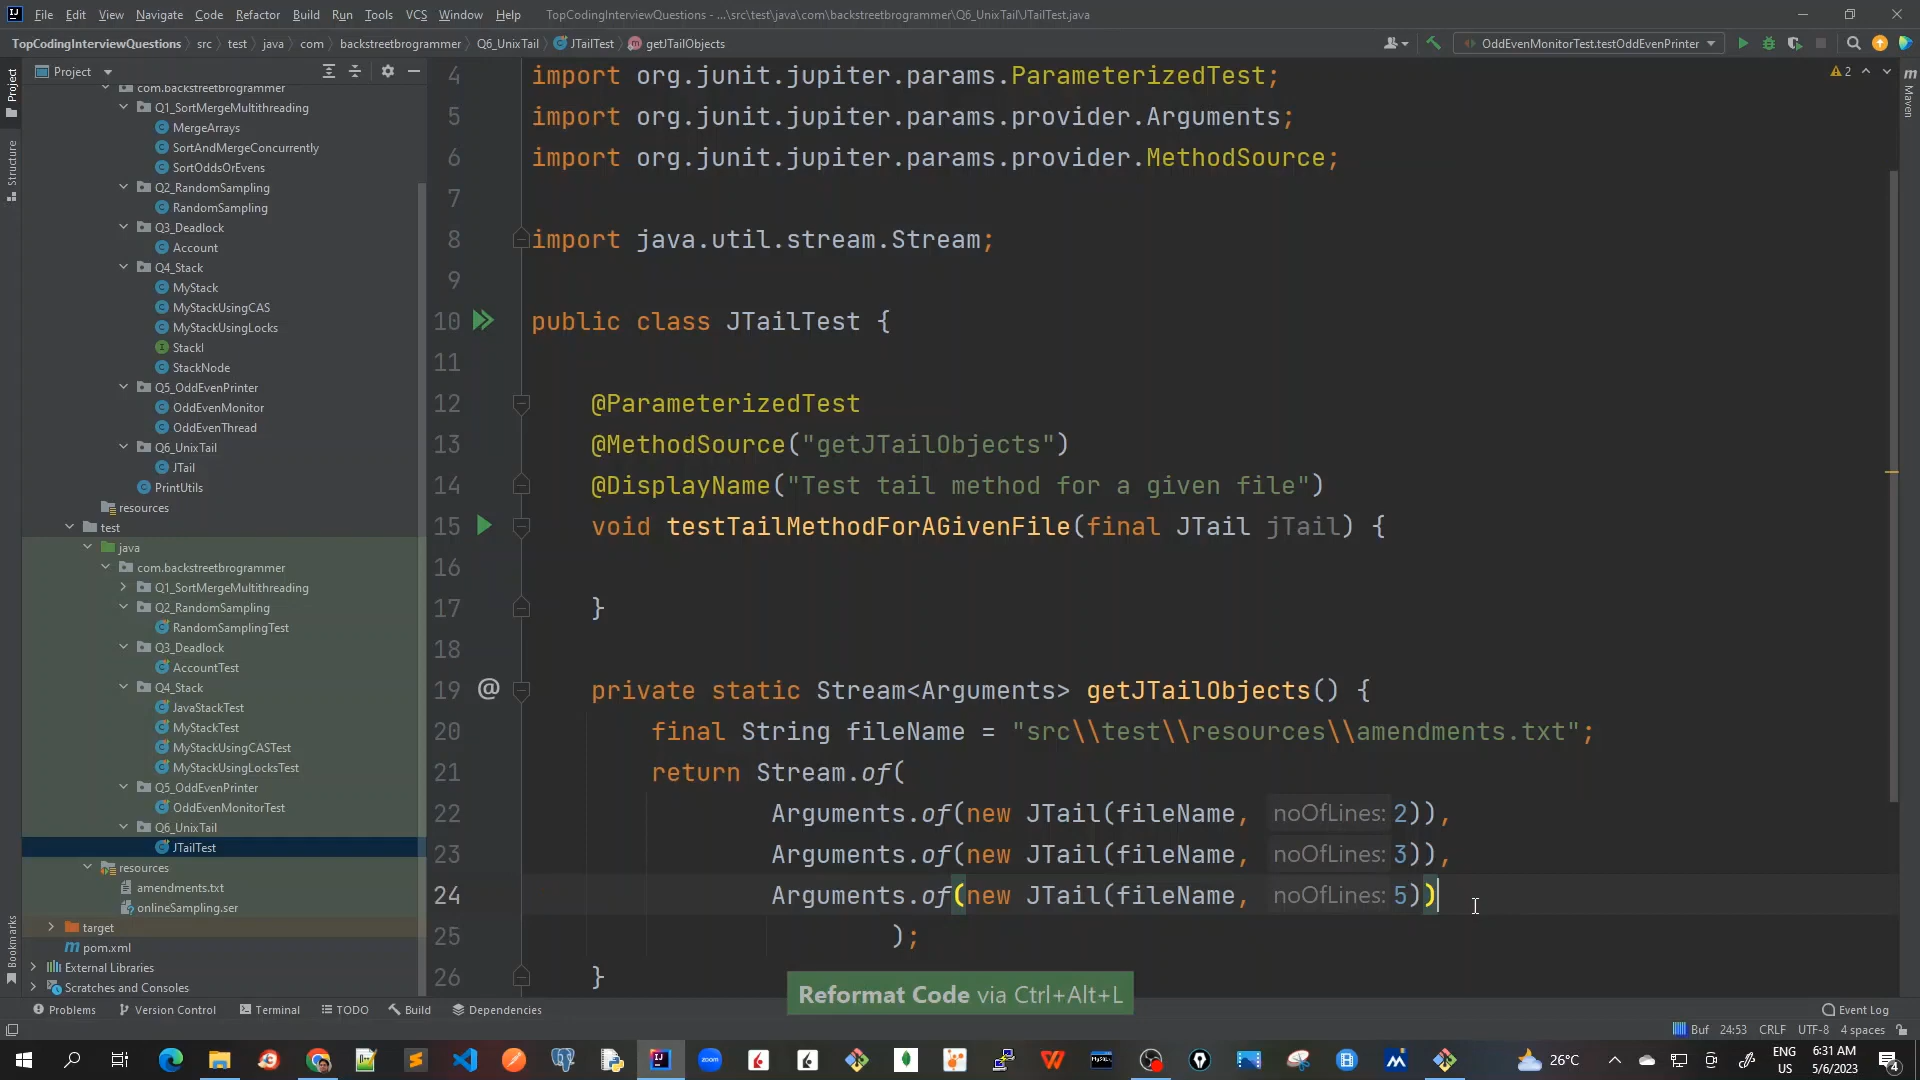 File Edit View Navigate Code Refactor Build Run Tools VCS Window Help TopCodingInterviewQuestions - ...\src\test\java\com\backstreetbrogrammer\Q6_UnixTail\JTailTest.java
TopCodingInterviewQuestions src test java com backstreetbrogrammer Q6_UnixTail JTailTest getJTailObjects OddEvenMonitorTest.testOddEvenPrinter
Project
Project
Structure
Bookmarks
Maven
2
com.backstreetbrogrammer
Q1_SortMergeMultithreading
MergeArrays
SortAndMergeConcurrently
SortOddsOrEvens
Q2_RandomSampling
RandomSampling
Q3_Deadlock
Account
Q4_Stack
MyStack
MyStackUsingCAS
MyStackUsingLocks
StackI
StackNode
Q5_OddEvenPrinter
OddEvenMonitor
OddEvenThread
Q6_UnixTail
JTail
PrintUtils
resources
test
java
com.backstreetbrogrammer
Q1_SortMergeMultithreading
Q2_RandomSampling
RandomSamplingTest
Q3_Deadlock
AccountTest
Q4_Stack
JavaStackTest
MyStackTest
MyStackUsingCASTest
MyStackUsingLocksTest
Q5_OddEvenPrinter
OddEvenMonitorTest
Q6_UnixTail
JTailTest
resources
amendments.txt
onlineSampling.ser
target
pom.xml
External Libraries
Scratches and Consoles
4 import org.junit.jupiter.params.ParameterizedTest;
5 import org.junit.jupiter.params.provider.Arguments;
6 import org.junit.jupiter.params.provider.MethodSource;
7
8 import java.util.stream.Stream;
9
10 public class JTailTest {
11
12 @ParameterizedTest
13 @MethodSource("getJTailObjects")
14 @DisplayName("Test tail method for a given file")
15 void testTailMethodForAGivenFile(final JTail jTail) {
16
17 }
18
19 @ private static Stream<Arguments> getJTailObjects() {
20 final String fileName = "src\\test\\resources\\amendments.txt";
21 return Stream.of(
22 Arguments.of(new JTail(fileName, noOfLines: 2)),
23 Arguments.of(new JTail(fileName, noOfLines: 3)),
24 Arguments.of(new JTail(fileName, noOfLines: 5))
25 );
26 }
Reformat Code via Ctrl+Alt+L
Problems Version Control Terminal TODO Build Dependencies Event Log
Buf 24:53 CRLF UTF-8 4 spaces
zoom 26°C ENG 6:31 AM
US 5/6/2023 4